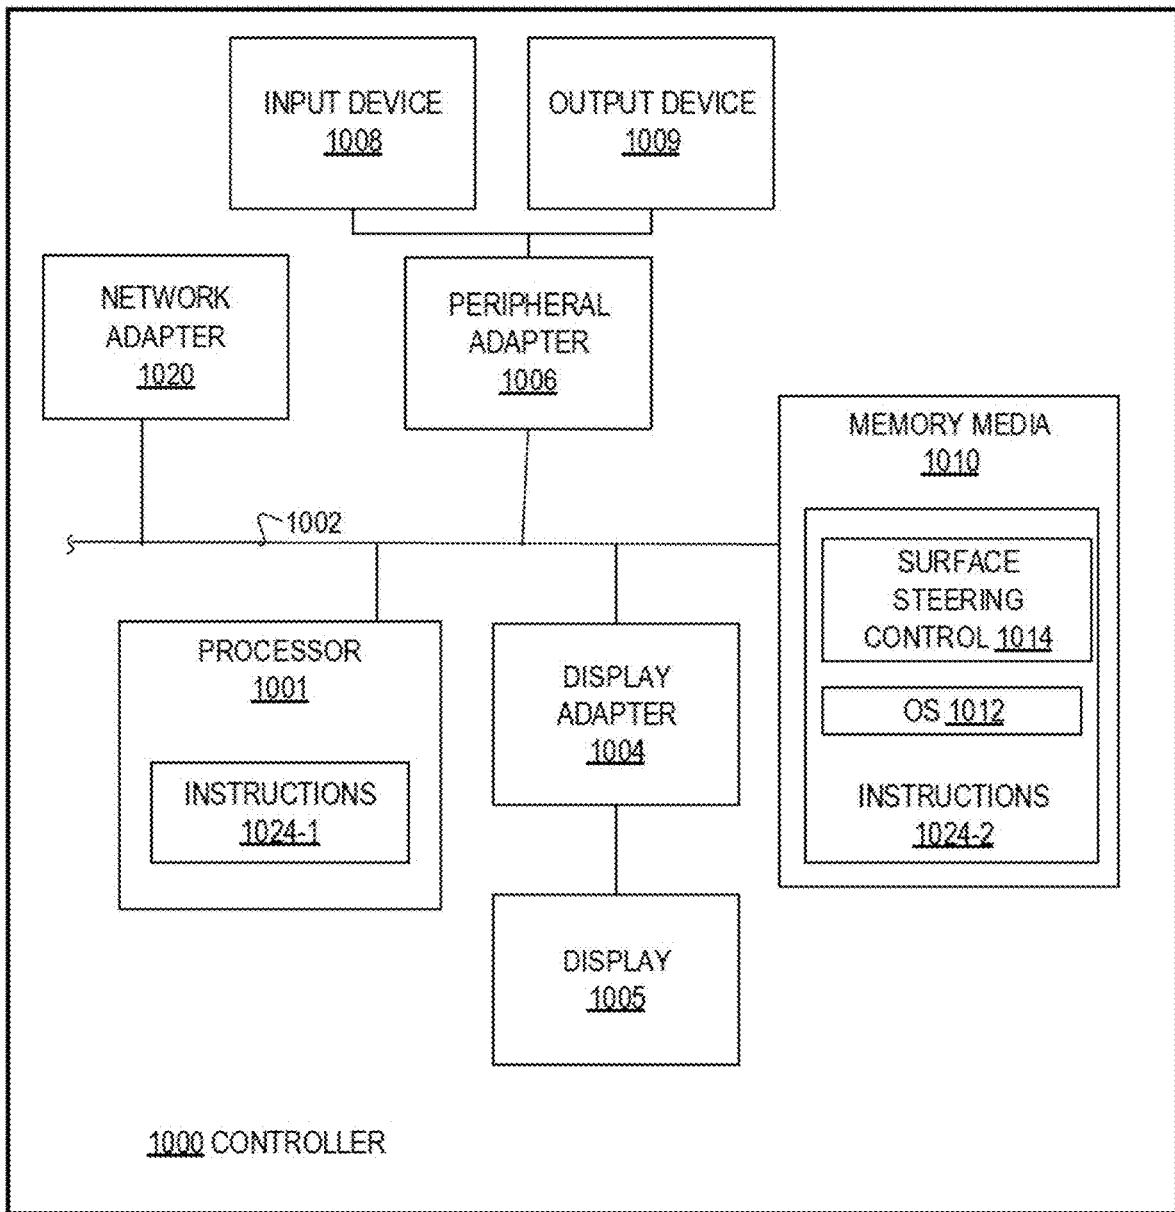 INPUT DEVICE
1008
OUTPUT DEVICE
1009
NETWORK
ADAPTER
1020
PERIPHERAL
ADAPTER
1006
MEMORY MEDIA
1010
1002
SURFACE
STEERING
CONTROL 1014
OS 1012
INSTRUCTIONS
1024-2
PROCESSOR
1001
INSTRUCTIONS
1024-1
DISPLAY
ADAPTER
1004
DISPLAY
1005
1000 CONTROLLER